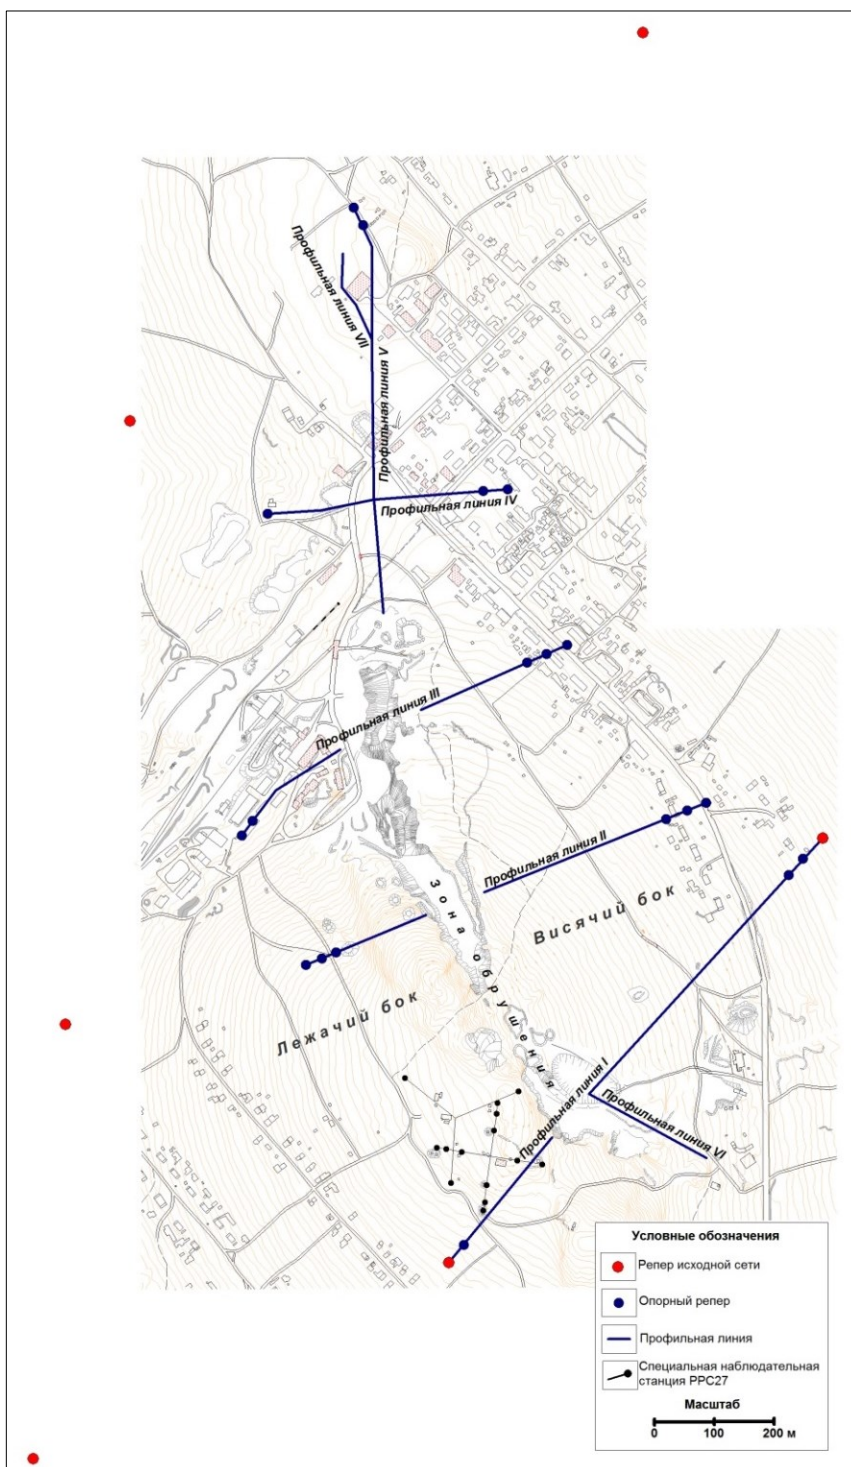 Профильная линия VII
Профильная линия V
Профильная линия IV
Профильная линия III
Профильная линия II
Зона обрушения
Висячий бок
Лежачий бок
Профильная линия I
Профильная линия VI
Условные обозначения
Репер исходной сети
Опорный репер
Профильная линия
Специальная наблюдательная
станция РРС27
Масштаб
0 100 200 м